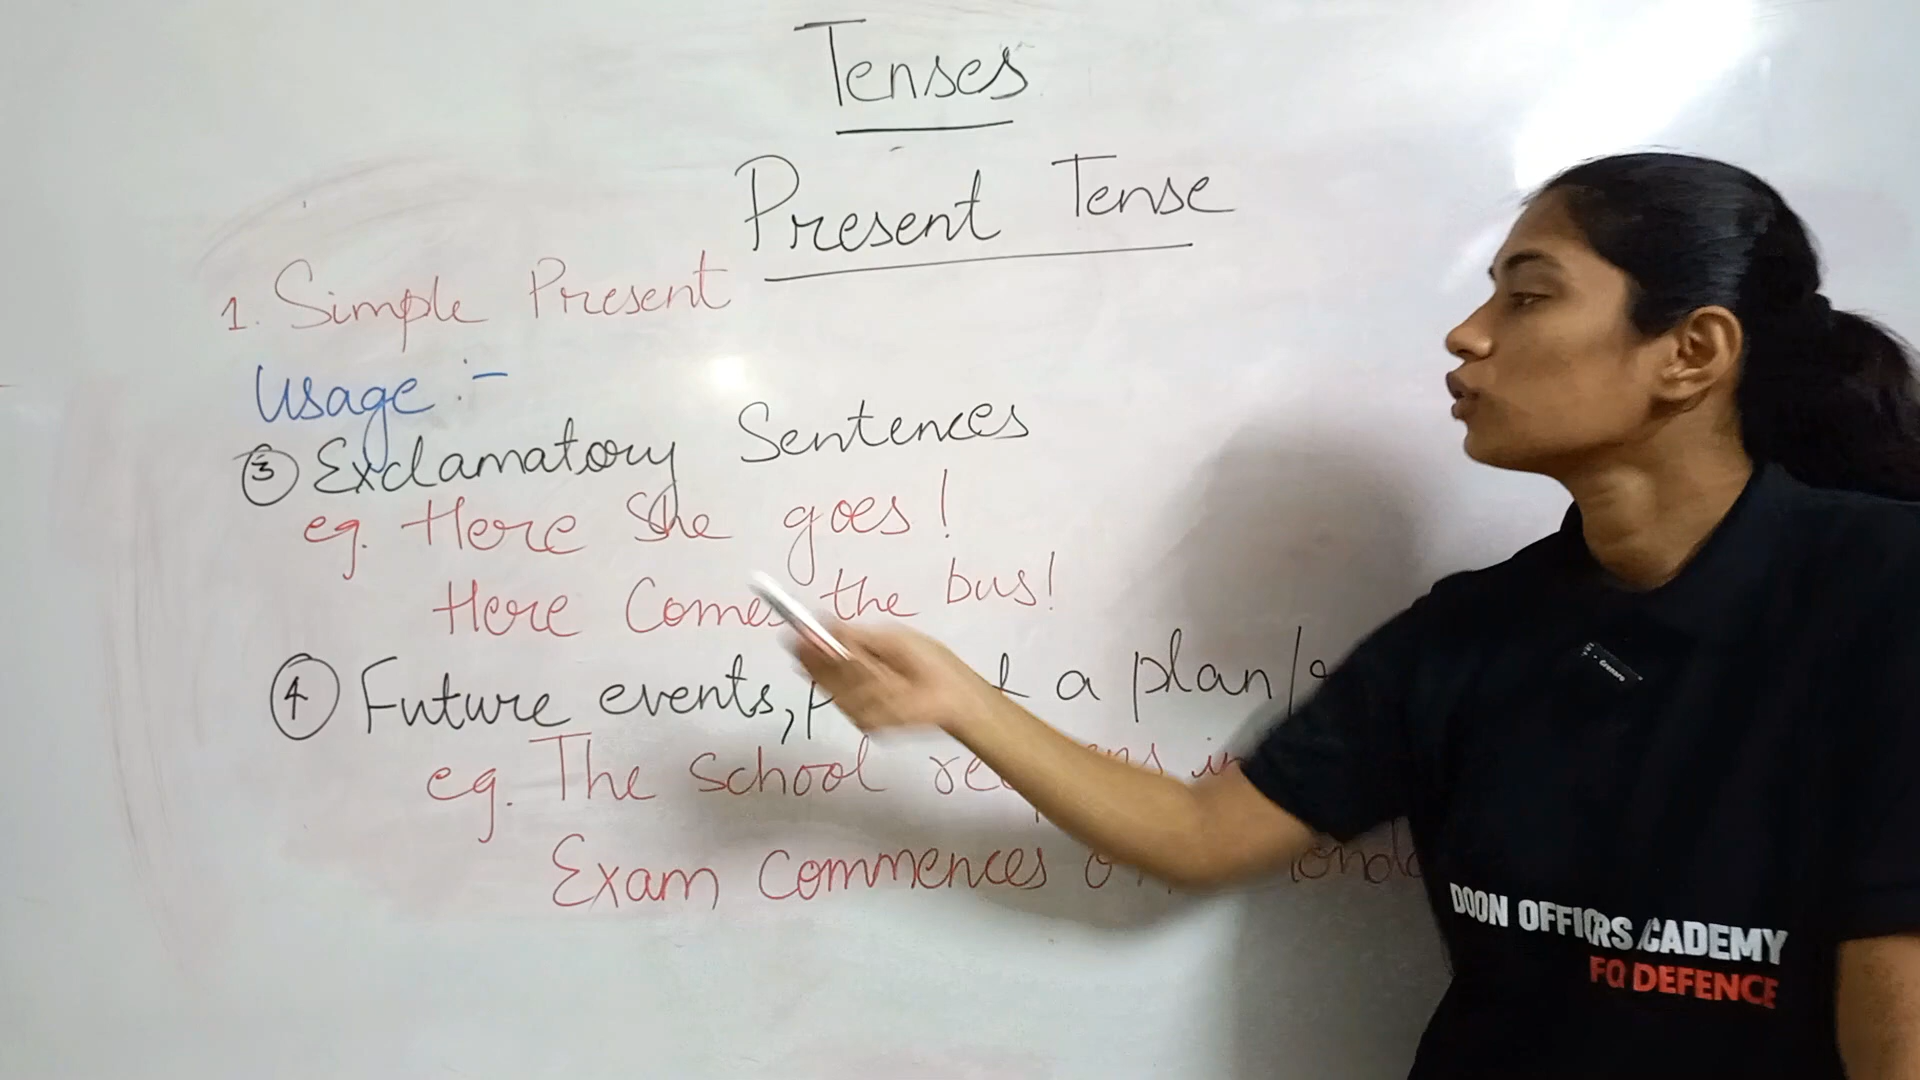 Tenses
Present Tense
1. Simple Present
Usage :-
③ Exclamatory Sentences
eg. Here She goes!
Here Comes the bus!
④ Future events, a plan/
eg. The School in
Exam Commences
DOON OFFICERS ACADEMY
DEFENCE